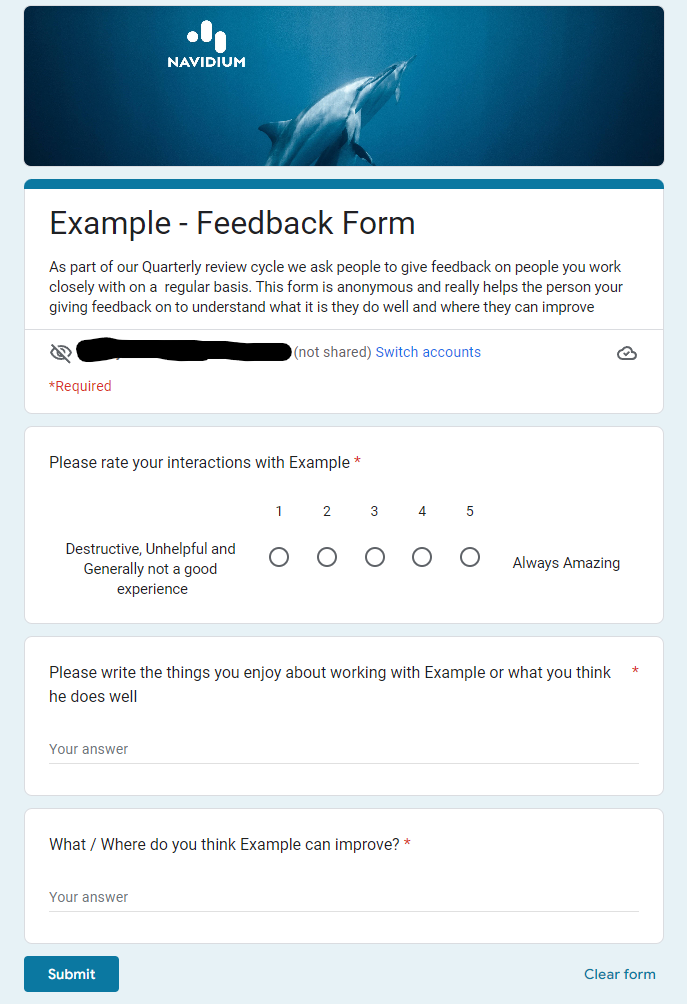 NAVIDIUM
Example - Feedback Form
As part of our Quarterly review cycle we ask people to give feedback on people you work
closely with on a regular basis. This form is anonymous and really helps the person your
giving feedback on to understand what it is they do well and where they can improve
(not shared) Switch accounts
*Required
Please rate your interactions with Example *
1 2 3 4 5
Destructive, Unhelpful and
Generally not a good
experience
Always Amazing
Please write the things you enjoy about working with Example or what you think *
he does well
Your answer
What / Where do you think Example can improve? *
Your answer
Submit
Clear form